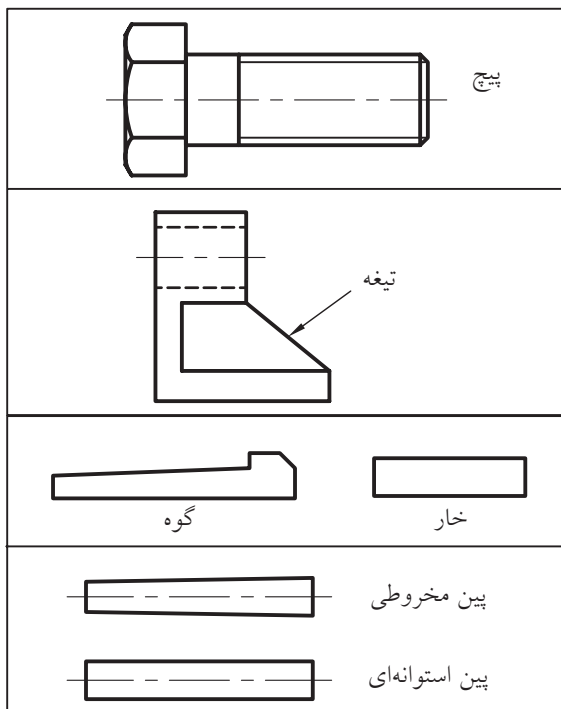 پیچ
تیغه
خار
گوه
پین مخروطی
پین استوانه‌ای